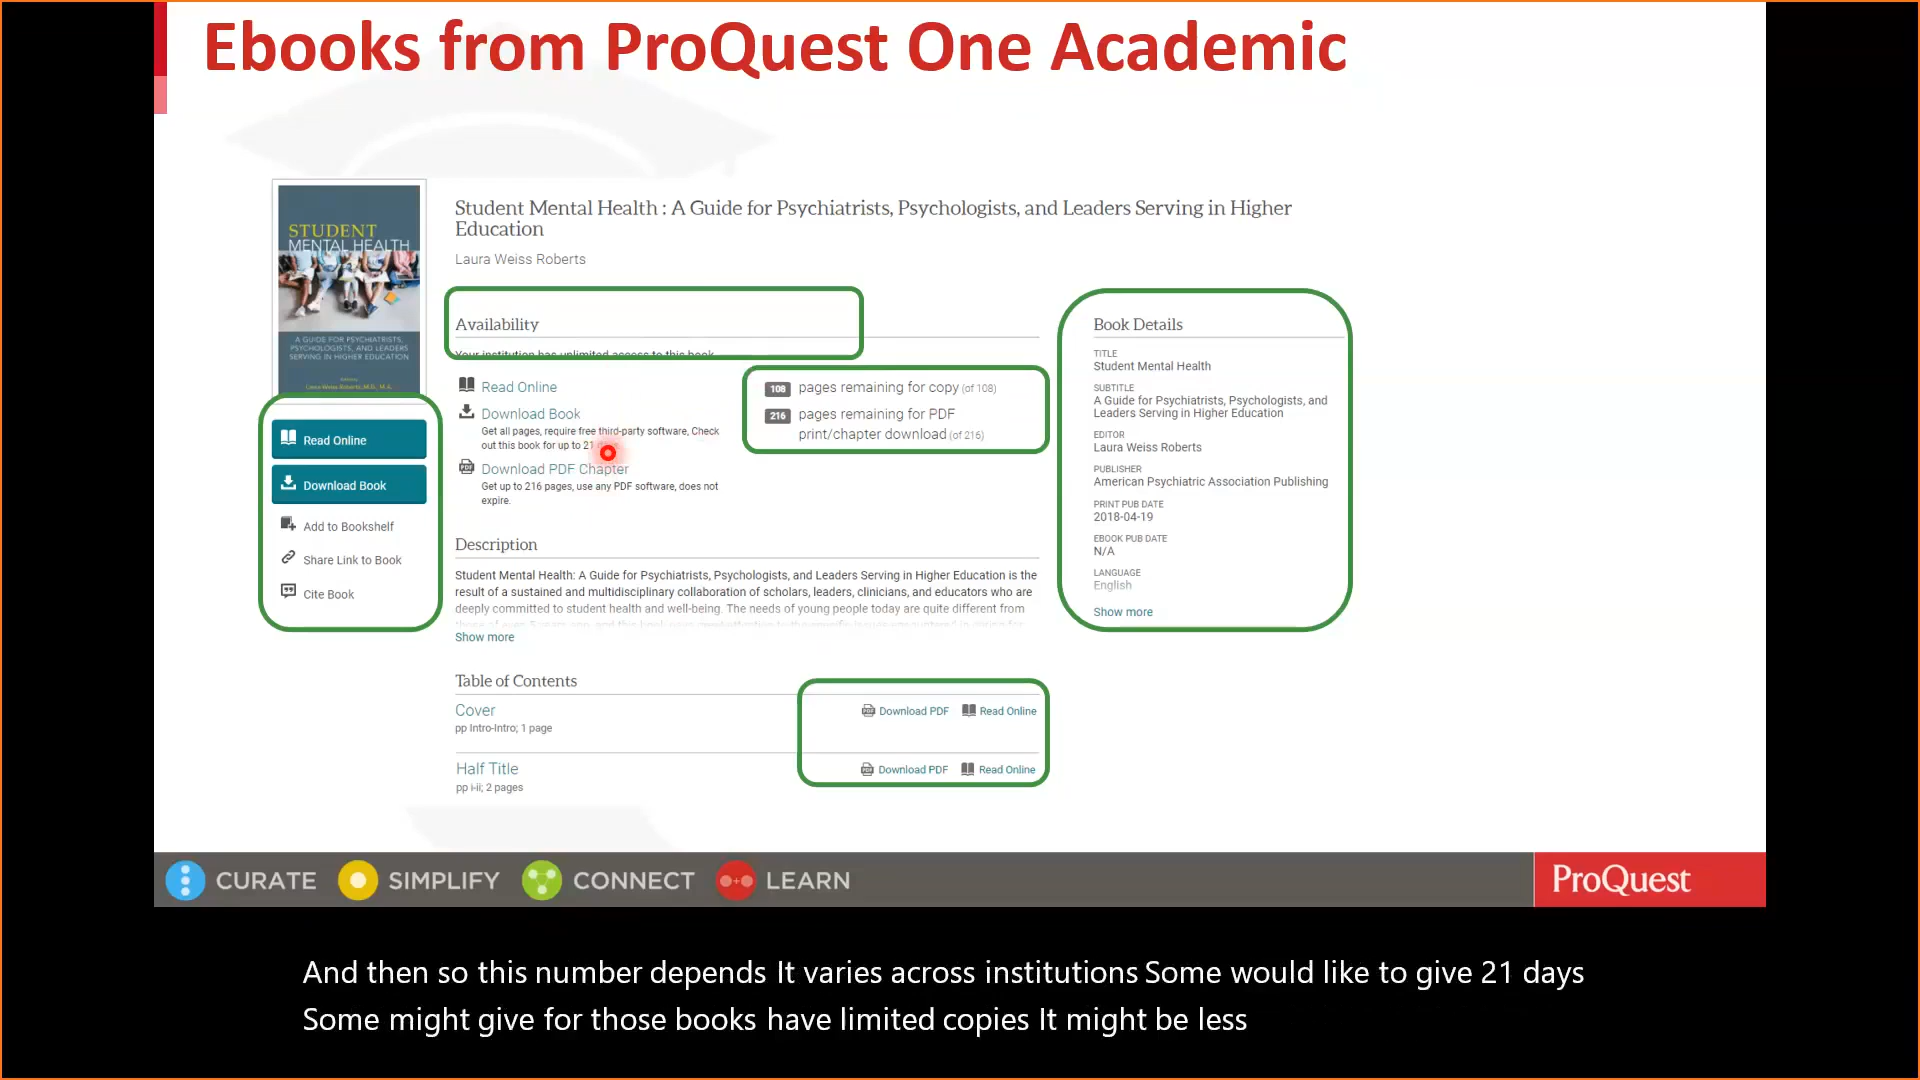 Ebooks from ProQuest One Academic
STUDENT
MENTAL HEALTH
A GUIDE FOR PSYCHIATRISTS,
PSYCHOLOGISTS, AND LEADERS
SERVING IN HIGHER EDUCATION
Laura Weiss Roberts, M.D., M.A.
Student Mental Health : A Guide for Psychiatrists, Psychologists, and Leaders Serving in Higher
Education
Laura Weiss Roberts
Availability
Your institution has unlimited access to this book.
Read Online
Download Book
Get all pages, require free third-party software, Check
out this book for up to 21
Download PDF Chapter
Get up to 216 pages, use any PDF software, does not
expire.
108 pages remaining for copy (of 108)
216 pages remaining for PDF
print/chapter download (of 216)
Read Online
Download Book
Add to Bookshelf
Share Link to Book
Cite Book
Description
Student Mental Health: A Guide for Psychiatrists, Psychologists, and Leaders Serving in Higher Education is the
result of a sustained and multidisciplinary collaboration of scholars, leaders, clinicians, and educators who are
deeply committed to student health and well-being. The needs of young people today are quite different from
Show more
Table of Contents
Cover
pp Intro-Intro; 1 page
Download PDF Read Online
Half Title
pp i-ii; 2 pages
Download PDF Read Online
Book Details
TITLE
Student Mental Health
SUBTITLE
A Guide for Psychiatrists, Psychologists, and
Leaders Serving in Higher Education
EDITOR
Laura Weiss Roberts
PUBLISHER
American Psychiatric Association Publishing
PRINT PUB DATE
2018-04-19
EBOOK PUB DATE
N/A
LANGUAGE
English
Show more
CURATE SIMPLIFY CONNECT LEARN
ProQuest
And then so this number depends It varies across institutions Some would like to give 21 days
Some might give for those books have limited copies It might be less